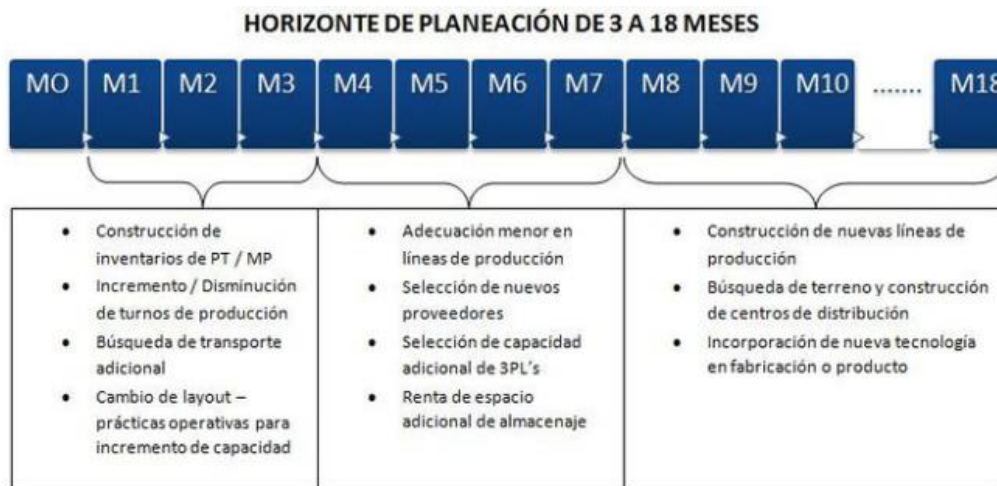 HORIZONTE DE PLANEACIÓN DE 3 A 18 MESES
MO M1 M2 M3 M4 M5 M6 M7 M8 M9 M10 ....... M18
• Construcción de
inventarios de PT / MP
• Incremento / Disminución
de turnos de producción
• Búsqueda de transporte
adicional
• Cambio de layout –
prácticas operativas para
incremento de capacidad
• Adecuación menor en
líneas de producción
• Selección de nuevos
proveedores
• Selección de capacidad
adicional de 3PL's
• Renta de espacio
adicional de almacenaje
• Construcción de nuevas líneas de
producción
• Búsqueda de terreno y construcción
de centros de distribución
• Incorporación de nueva tecnología
en fabricación o producto